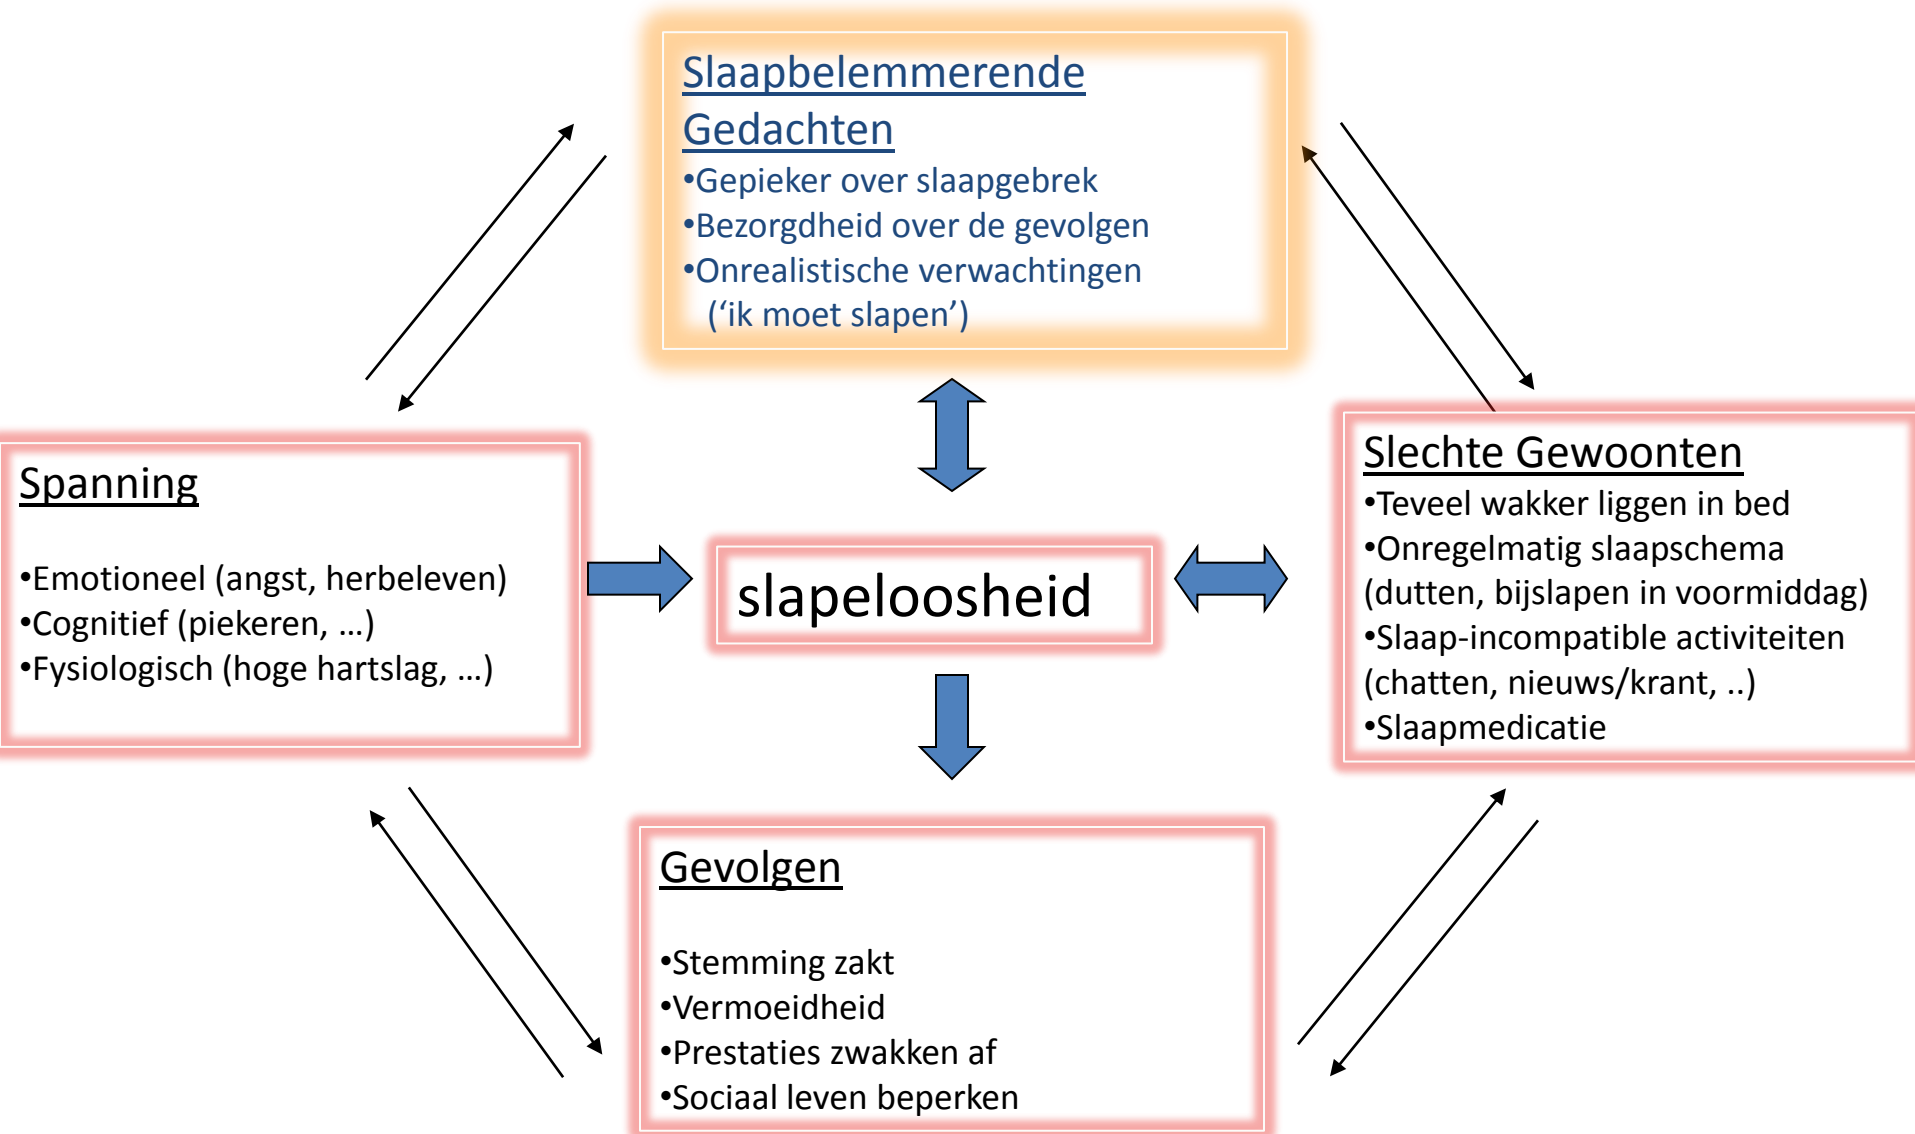 Slaapbelemmerende
Gedachten
•Gepieker over slaapgebrek
•Bezorgdheid over de gevolgen
•Onrealistische verwachtingen
(‘ik moet slapen’)
Spanning
•Emotioneel (angst, herbeleven)
•Cognitief (piekeren, …)
•Fysiologisch (hoge hartslag, …)
slapeloosheid
Slechte Gewoonten
•Teveel wakker liggen in bed
•Onregelmatig slaapschema
(dutten, bijslapen in voormiddag)
•Slaap-incompatible activiteiten
(chatten, nieuws/krant, ..)
•Slaapmedicatie
Gevolgen
•Stemming zakt
•Vermoeidheid
•Prestaties zwakken af
•Sociaal leven beperken